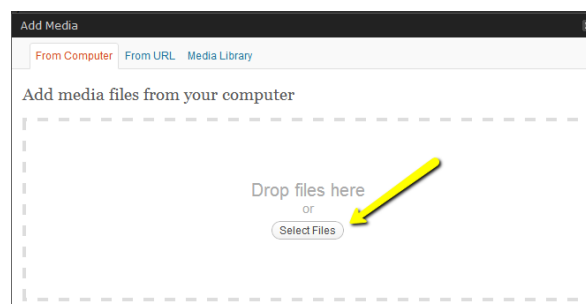 Add Media
From Computer From URL Media Library
Add media files from your computer
Drop files here
or
Select Files